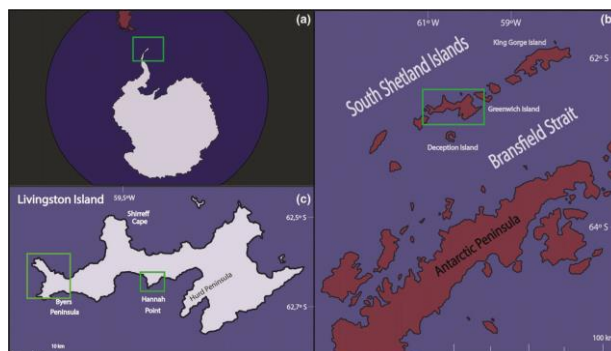 (a)
(b)
61°W
59°W
King Gorge Island
62°S
South Shetland Islands
Greenwich Island
Deception Island
Bransfield Strait
64°S
Antarctic Peninsula
100 km
Livingston Island
59,5°W
(c)
Shirreff
Cape
62,5°S
Byers
Peninsula
Hannah
Point
Hurd Peninsula
62,7°S
10 km